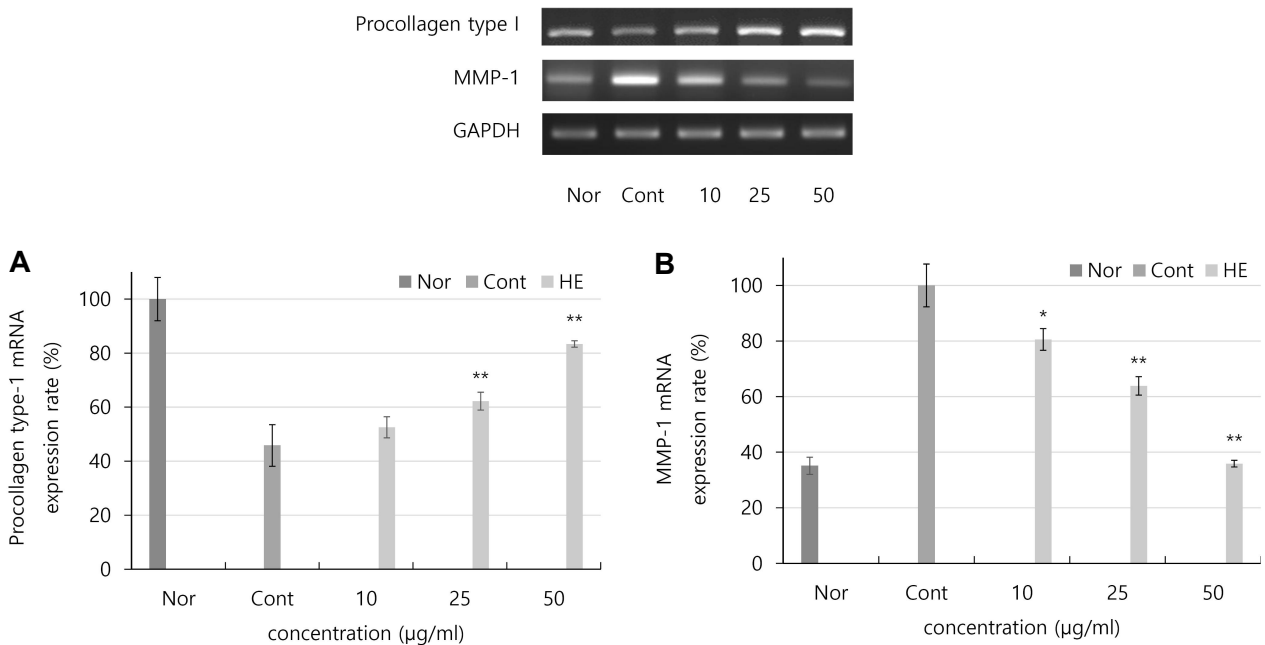 Procollagen type I
MMP-1
GAPDH
Nor Cont 10 25 50
A
Nor Cont HE
Procollagen type-1 mRNA
expression rate (%)
100
80
60
40
20
0
**
**
Nor Cont 10 25 50
concentration (μg/ml)
B
Nor Cont HE
MMP-1 mRNA
expression rate (%)
100
80
60
40
20
0
*
**
**
Nor Cont 10 25 50
concentration (μg/ml)